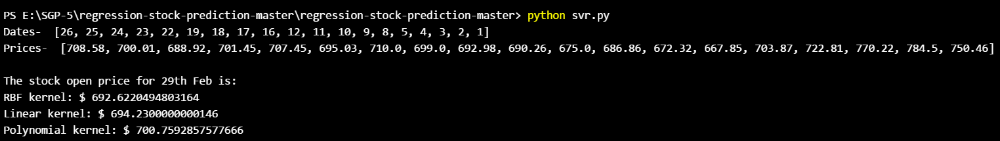 PS E:\SGP-5\regression-stock-prediction-master\regression-stock-prediction-master> python svr.py
Dates-  [26, 25, 24, 23, 22, 19, 18, 17, 16, 12, 11, 10, 9, 8, 5, 4, 3, 2, 1]
Prices-  [708.58, 700.01, 688.92, 701.45, 707.45, 695.03, 710.0, 699.0, 692.98, 690.26, 675.0, 686.86, 672.32, 667.85, 703.87, 722.81, 770.22, 784.5, 750.46]
The stock open price for 29th Feb is:
RBF kernel: $ 692.6220494803164
Linear kernel: $ 694.2300000000146
Polynomial kernel: $ 700.7592857577666